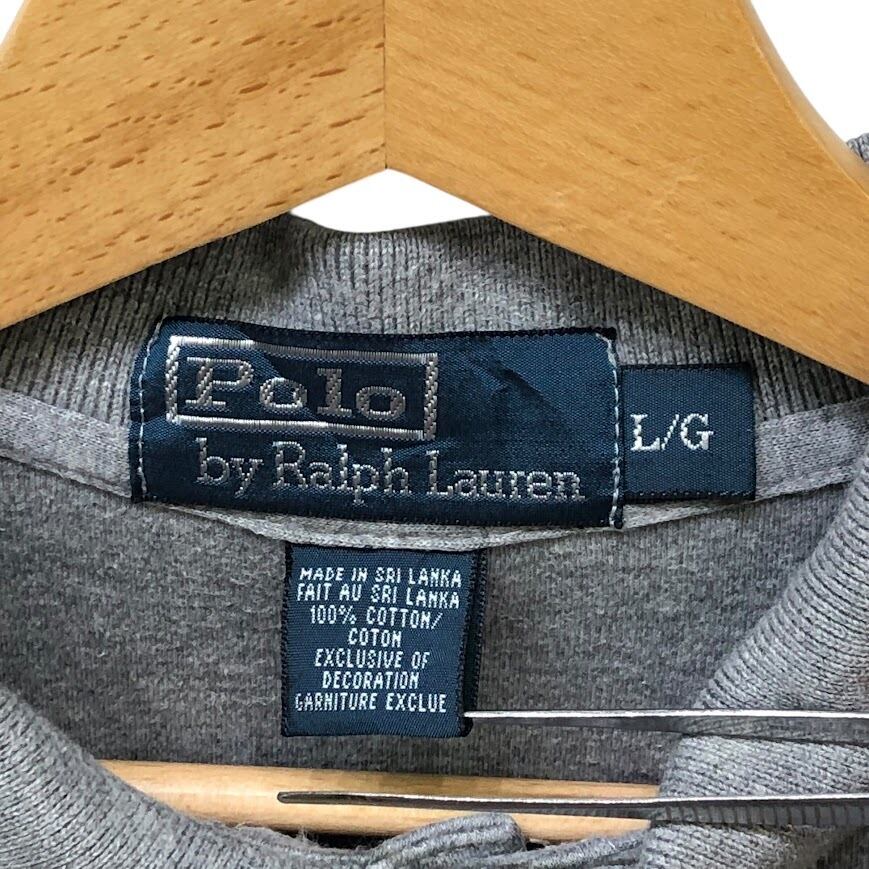 Polo
by Ralph Lauren
L/G
MADE IN SRI LANKA
FAIT AU SRI LANKA
100% COTTON/
COTON
EXCLUSIVE OF
DECORATION
GARNITURE EXCLUE